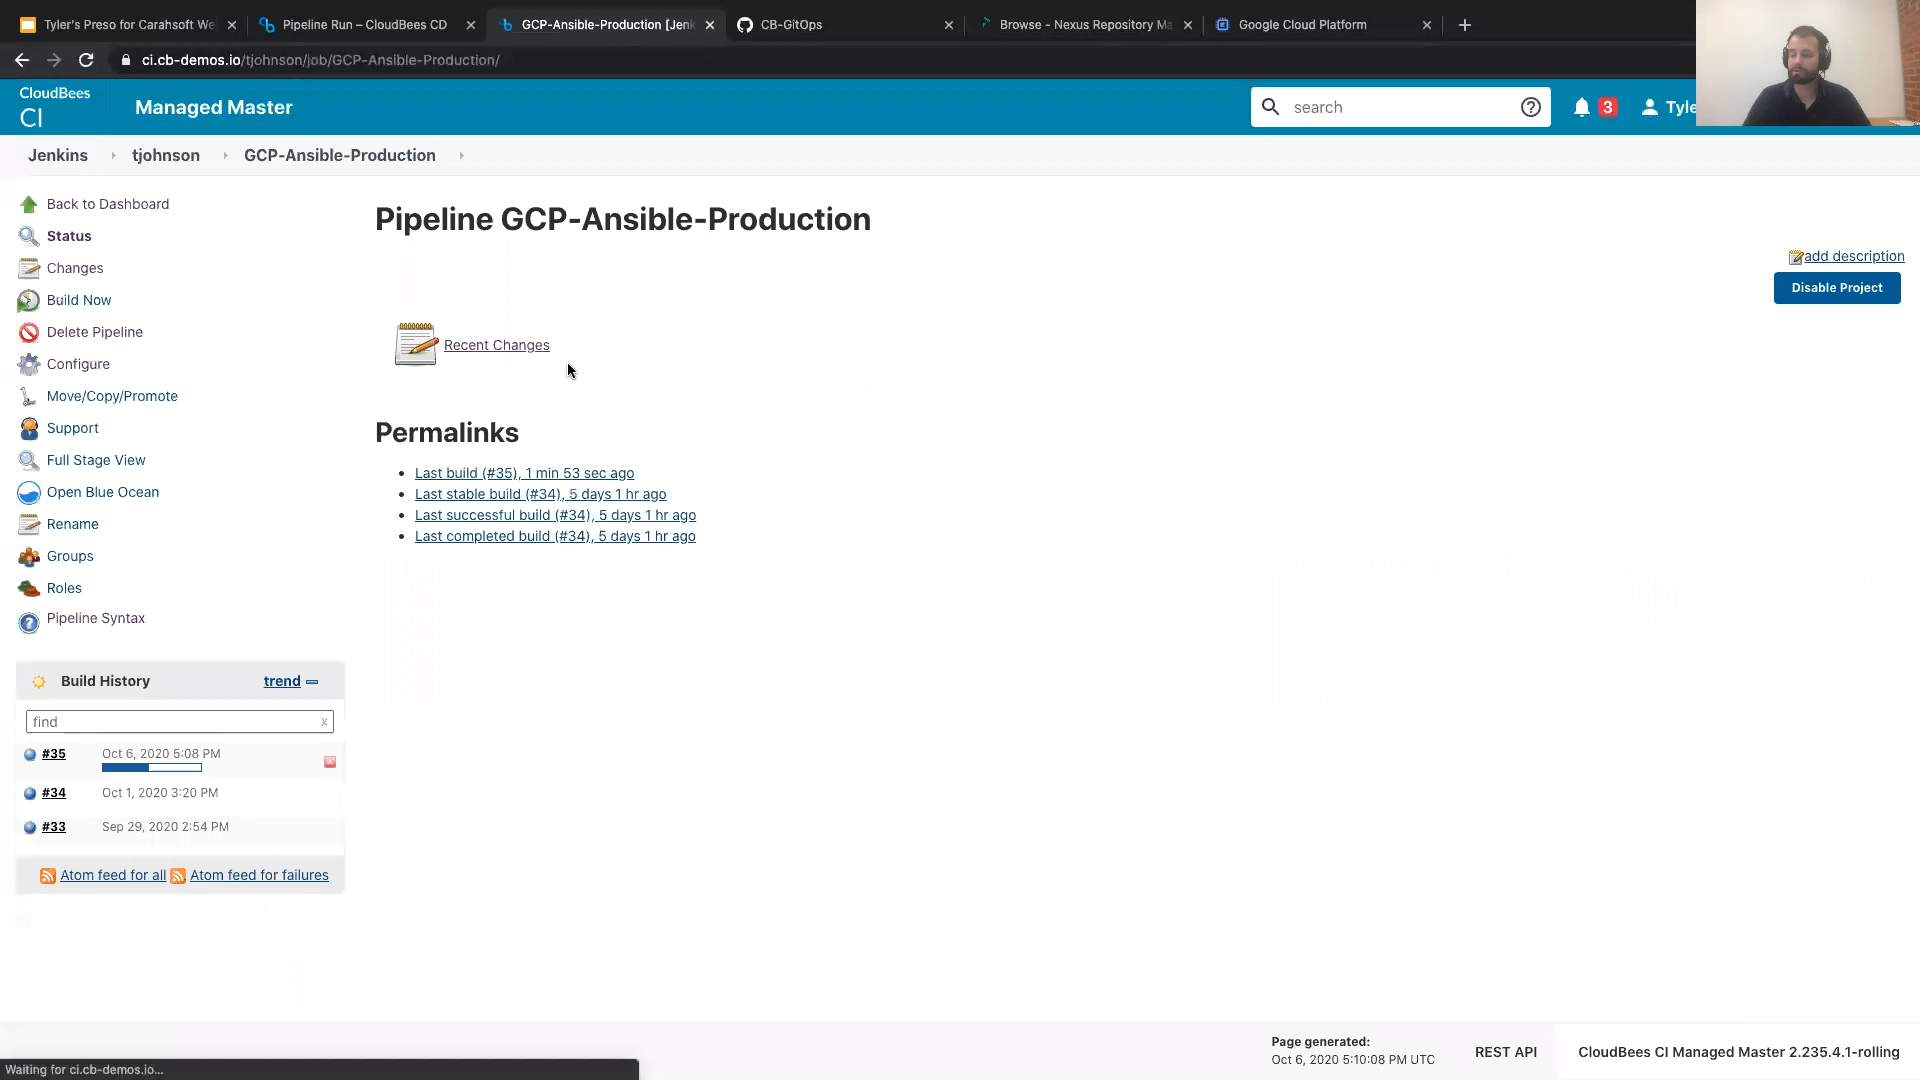 Tyler's Preso for Carahsoft We
Pipeline Run – CloudBees CD
GCP-Ansible-Production [Jenk
CB-GitOps
Browse - Nexus Repository Ma
Google Cloud Platform
ci.cb-demos.io/tjohnson/job/GCP-Ansible-Production/
CloudBees
CI
Managed Master
search
3
Tyle
Jenkins
tjohnson
GCP-Ansible-Production
Back to Dashboard
Status
Changes
Build Now
Delete Pipeline
Configure
Move/Copy/Promote
Support
Full Stage View
Open Blue Ocean
Rename
Groups
Roles
Pipeline Syntax
Pipeline GCP-Ansible-Production
add description
Disable Project
Recent Changes
Permalinks
Last build (#35), 1 min 53 sec ago
Last stable build (#34), 5 days 1 hr ago
Last successful build (#34), 5 days 1 hr ago
Last completed build (#34), 5 days 1 hr ago
Build History
trend
find
x
#35 Oct 6, 2020 5:08 PM
#34 Oct 1, 2020 3:20 PM
#33 Sep 29, 2020 2:54 PM
Atom feed for all
Atom feed for failures
Page generated:
Oct 6, 2020 5:10:08 PM UTC
REST API
CloudBees CI Managed Master 2.235.4.1-rolling
Waiting for ci.cb-demos.io...